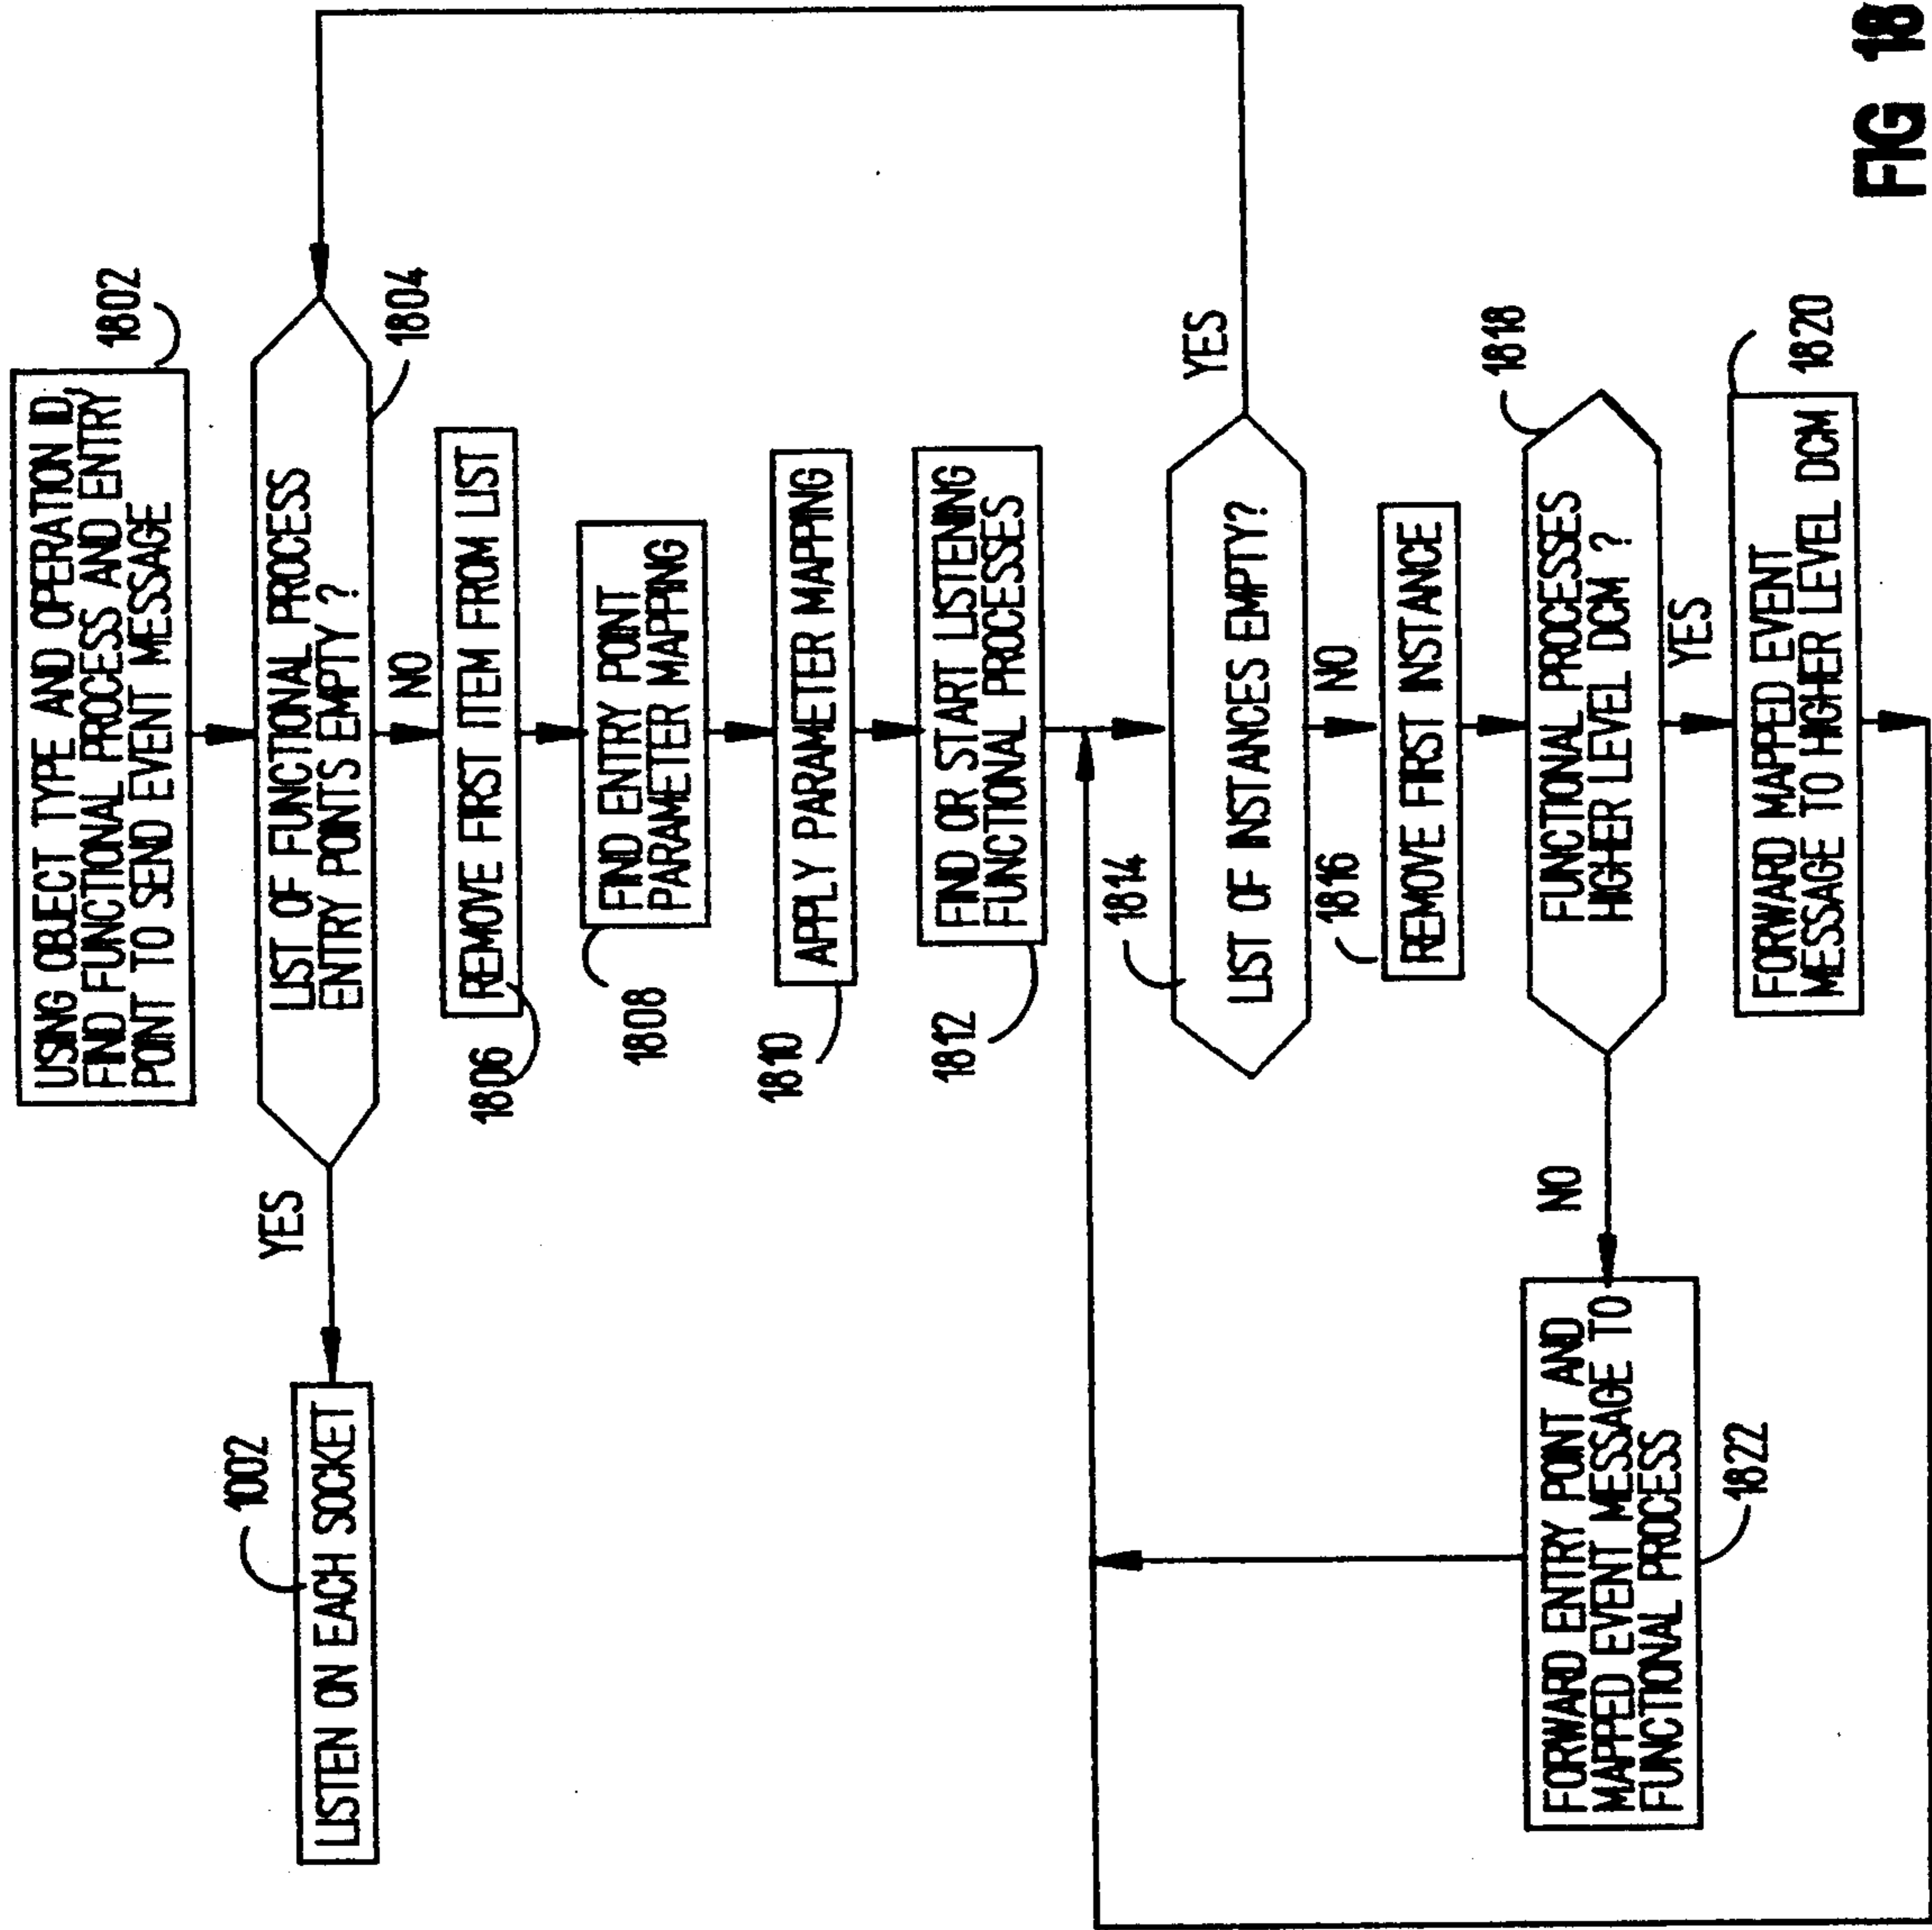 USING OBJECT TYPE AND OPERATION ID,
FIND FUNCTIONAL PROCESS AND ENTRY
POINT TO SEND EVENT MESSAGE
1802
LIST OF FUNCTIONAL PROCESS
ENTRY POINTS EMPTY ?
1804
YES
NO
1002
LISTEN ON EACH SOCKET
REMOVE FIRST ITEM FROM LIST
1806
FIND ENTRY POINT
PARAMETER MAPPING
1808
APPLY PARAMETER MAPPING
1810
FIND OR START LISTENING
FUNCTIONAL PROCESSES
1812
1814
LIST OF INSTANCES EMPTY?
YES
NO
1816
REMOVE FIRST INSTANCE
FUNCTIONAL PROCESSES
HIGHER LEVEL DCM ?
1818
NO
YES
FORWARD ENTRY POINT AND
MAPPED EVENT MESSAGE TO
FUNCTIONAL PROCESS
1822
FORWARD MAPPED EVENT
MESSAGE TO HIGHER LEVEL DCM
1820
FIG 18